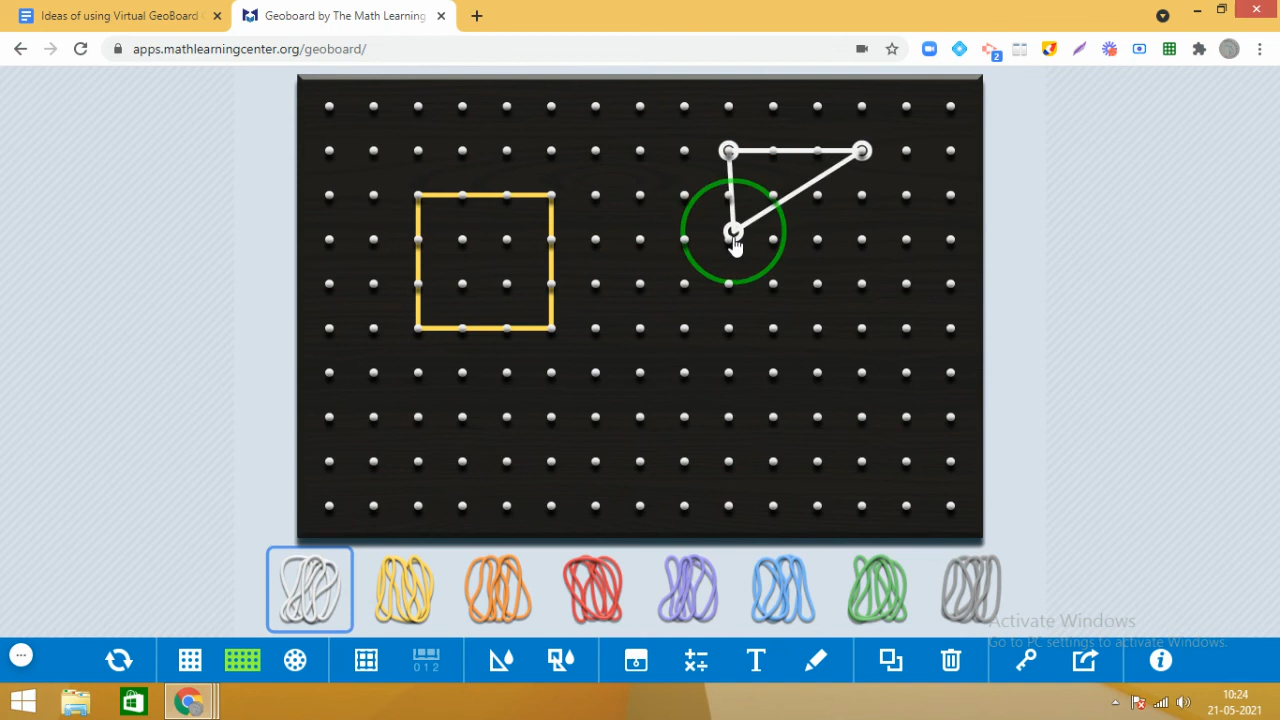 Ideas of using Virtual GeoBoard
Geoboard by The Math Learning
apps.mathlearningcenter.org/geoboard/
2
Activate Windows
Go to PC settings to activate Windows.
0 1 2
T
10:24
21-05-2021